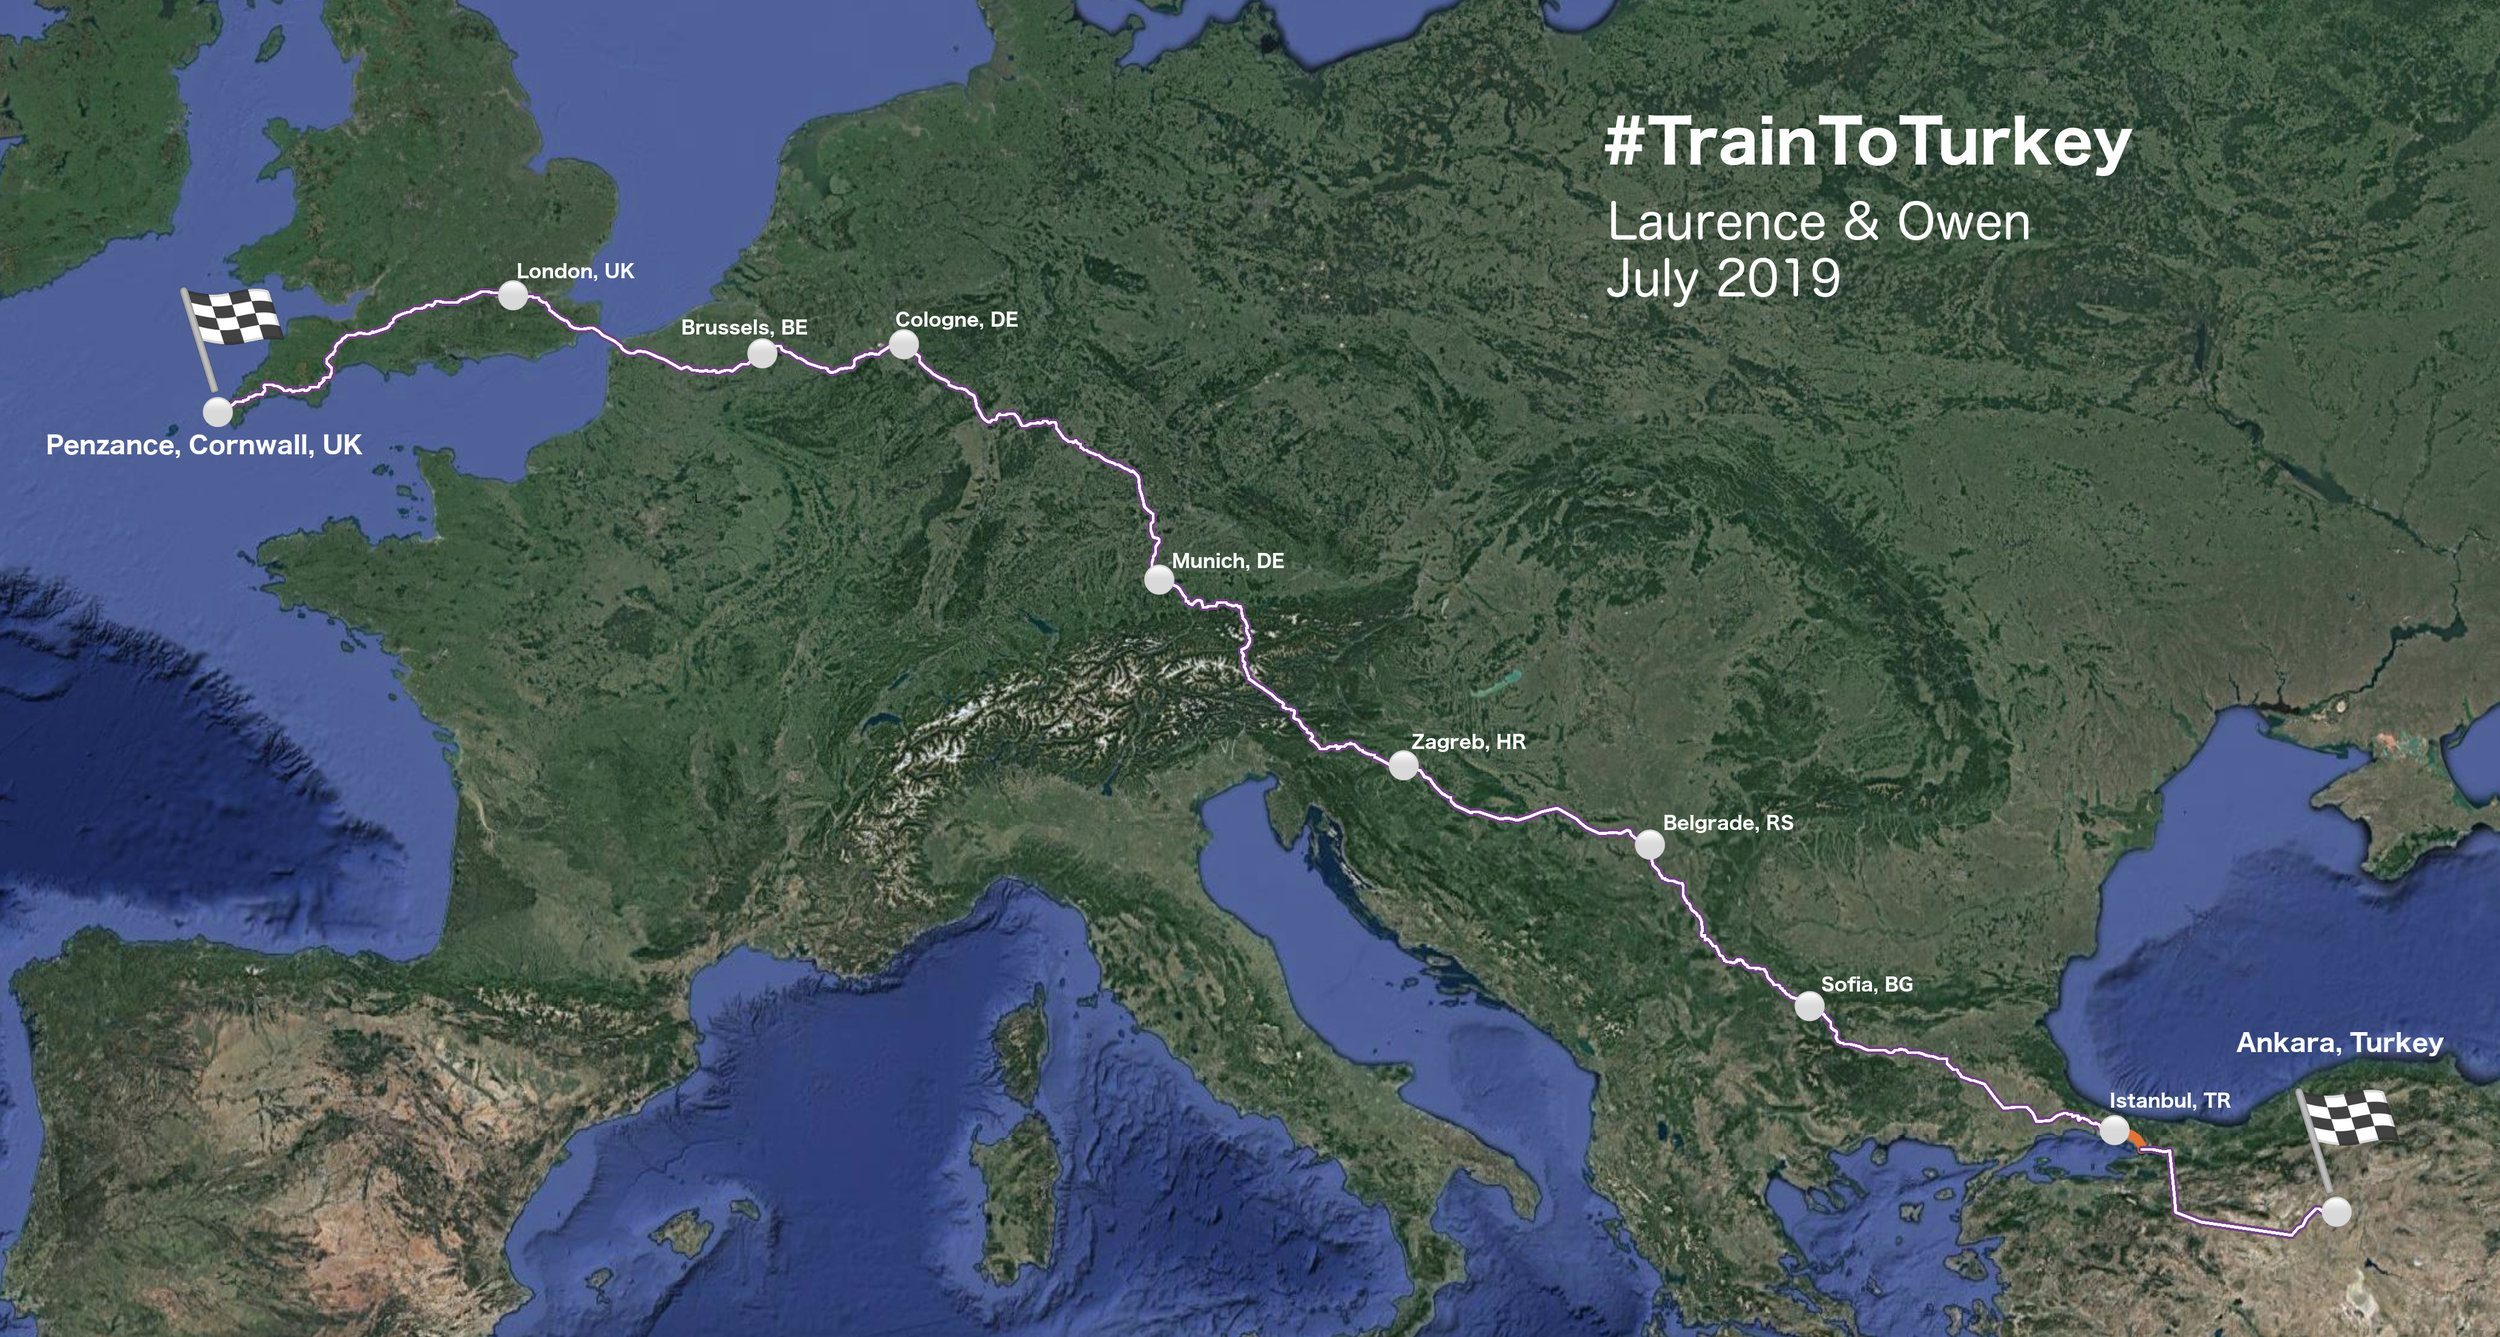 #TrainToTurkey
Laurence & Owen
July 2019
London, UK
Penzance, Cornwall, UK
Brussels, BE
Cologne, DE
Munich, DE
Zagreb, HR
Belgrade, RS
Sofia, BG
Istanbul, TR
Ankara, Turkey